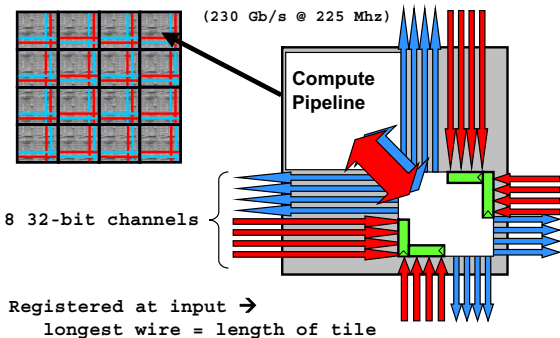 (230 Gb/s @ 225 Mhz)
Compute
Pipeline
8 32-bit channels
Registered at input →
longest wire = length of tile